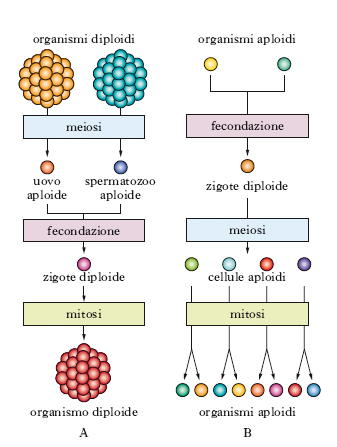 organismi diploidi
meiosi
uovo
aploide
spermatozoo
aploide
fecondazione
zigote diploide
mitosi
organismo diploide
A
organismi aploidi
fecondazione
zigote diploide
meiosi
cellule aploidi
mitosi
organismi aploidi
B